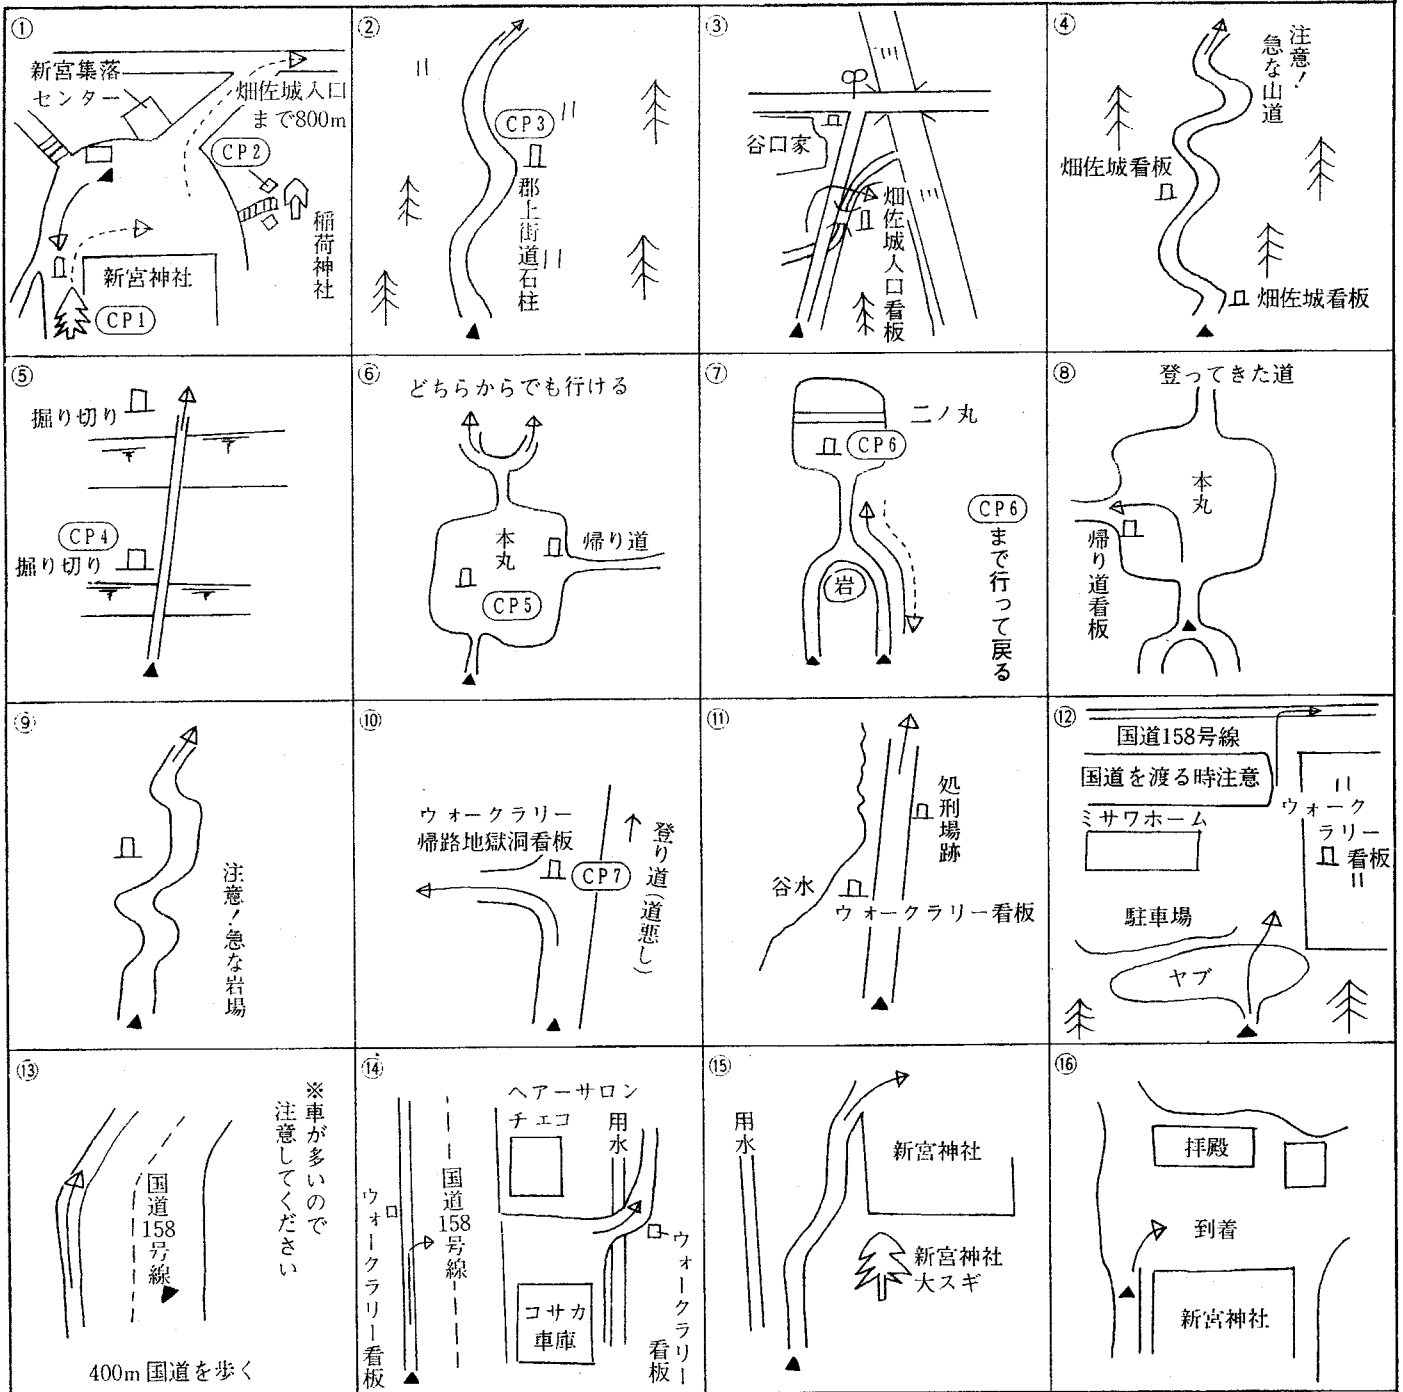 ①
新宮集落
センター
畑佐城入口
まで800m
CP2
稲荷神社
新宮神社
CP1
②
CP3
郡上街道石柱
③
谷口家
畑佐城入口看板
④
注意！
急な山道
畑佐城看板
畑佐城看板
⑤
掘り切り
CP4
掘り切り
⑥
どちらからでも行ける
本丸
帰り道
CP5
⑦
二ノ丸
CP6
岩
CP6
まで行って戻る
⑧
登ってきた道
本丸
帰り道看板
⑨
注意！急な岩場
⑩
ウォークラリー
帰路地獄洞看板
CP7
登り道（道悪し）
⑪
処刑場跡
谷水
ウォークラリー看板
⑫
国道158号線
国道を渡る時注意
ミサワホーム
ウォーク
ラリー
看板
駐車場
ヤブ
⑬
※車が多いので
注意してください
国道158号線
400m国道を歩く
⑭
ヘアーサロン
チェコ
用水
国道158号線
ウォークラリー看板
コサカ
車庫
ウォークラリー
看板
⑮
用水
新宮神社
新宮神社
大スギ
⑯
拝殿
到着
新宮神社